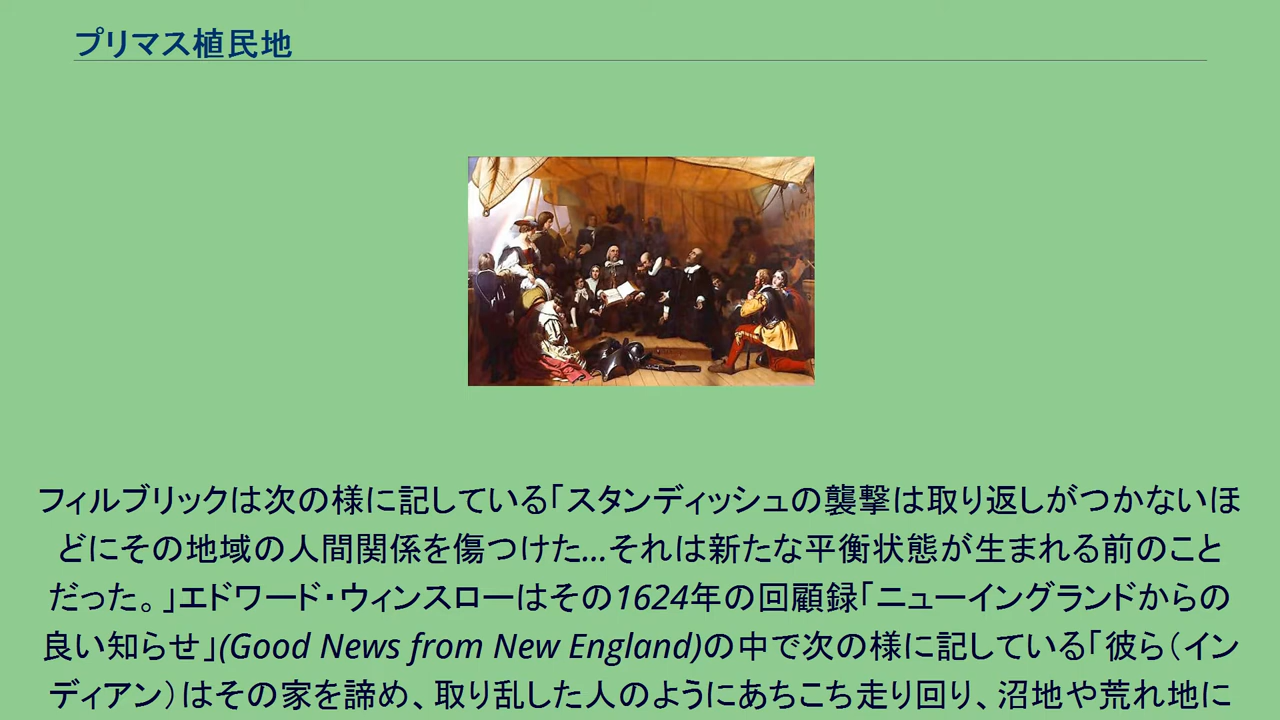 プリマス植民地
フィルブリックは次の様に記している「スタンディッシュの襲撃は取り返しがつかないほ
どにその地域の人間関係を傷つけた...それは新たな平衡状態が生まれる前のこと
だった。」エドワード・ウィンスローはその1624年の回顧録「ニューイングランドからの
良い知らせ」(Good News from New England)の中で次の様に記している「彼ら(イン
ディアン)はその家を諦め、取り乱した人のようにあちこち走り回り、沼地や荒れ地に